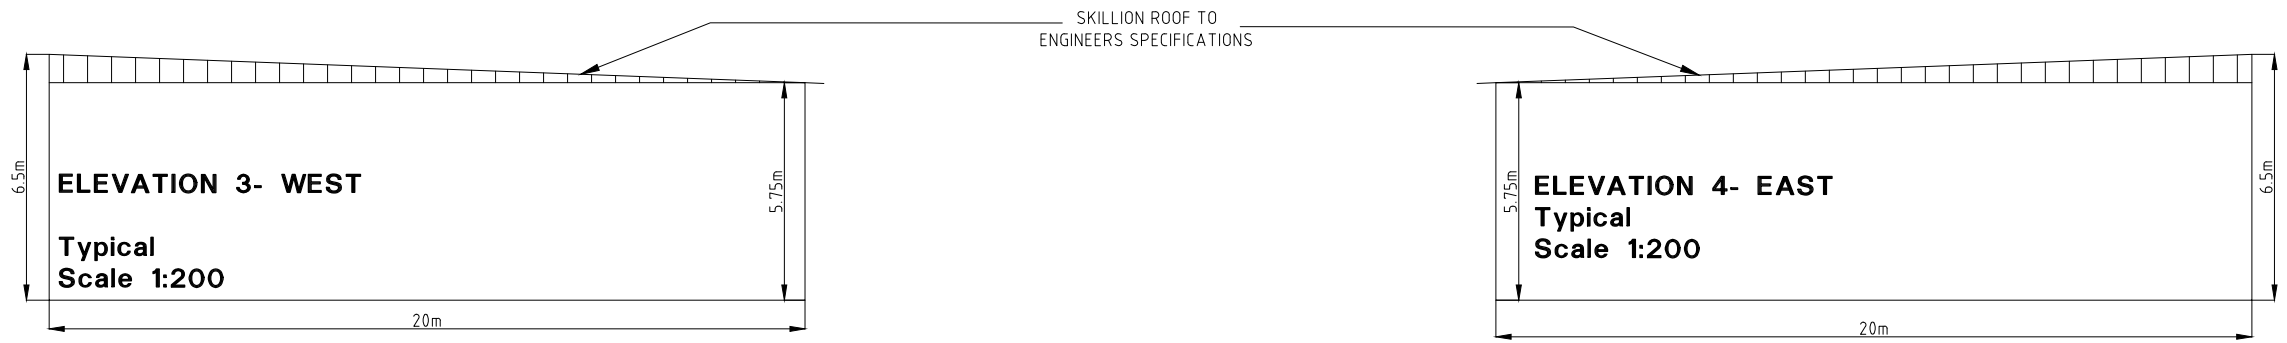 SKILLION ROOF TO
ENGINEERS SPECIFICATIONS
6.5m
ELEVATION 3- WEST
Typical
Scale 1:200
5.75m
20m
5.75m
ELEVATION 4- EAST
Typical
Scale 1:200
6.5m
20m